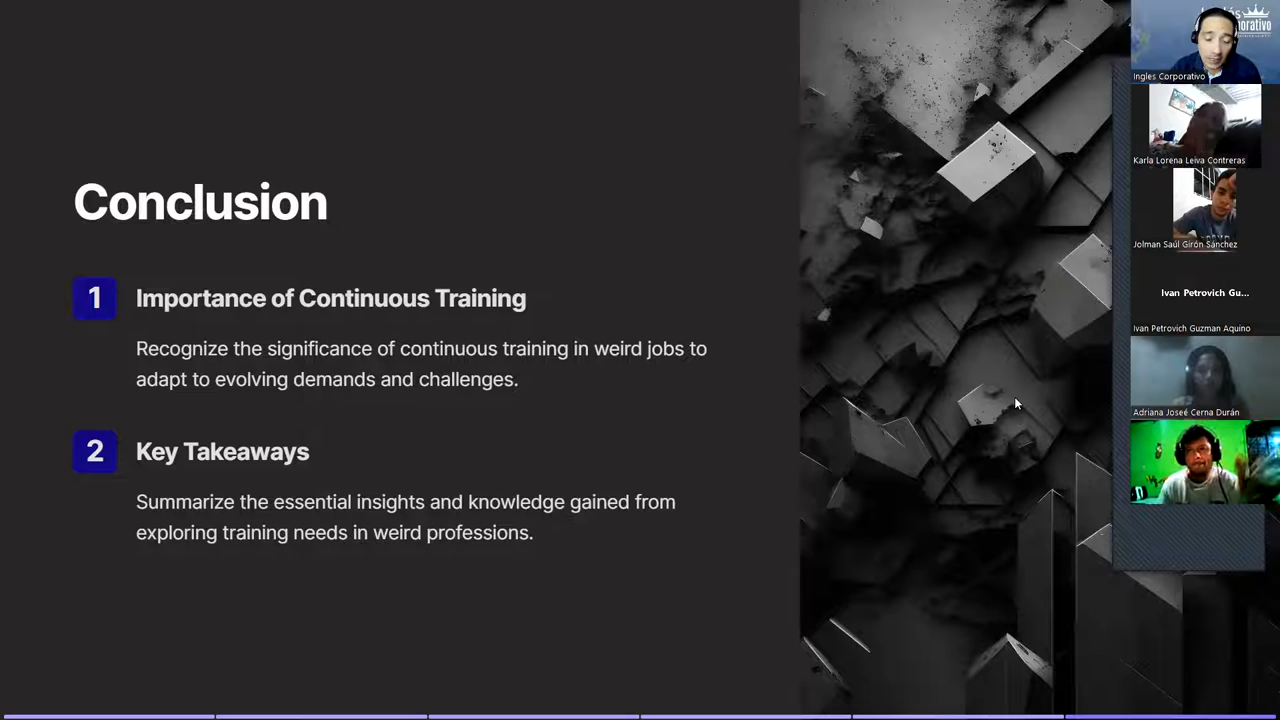 Conclusion
1
Importance of Continuous Training
Recognize the significance of continuous training in weird jobs to
adapt to evolving demands and challenges.
2
Key Takeaways
Summarize the essential insights and knowledge gained from
exploring training needs in weird professions.
Ingles Corporativo
Karla Lorena Leiva Contreras
Jolman Saúl Girón Sánchez
Ivan Petrovich Gu...
Ivan Petrovich Guzman Aquino
Adriana Joseé Cerna Durán